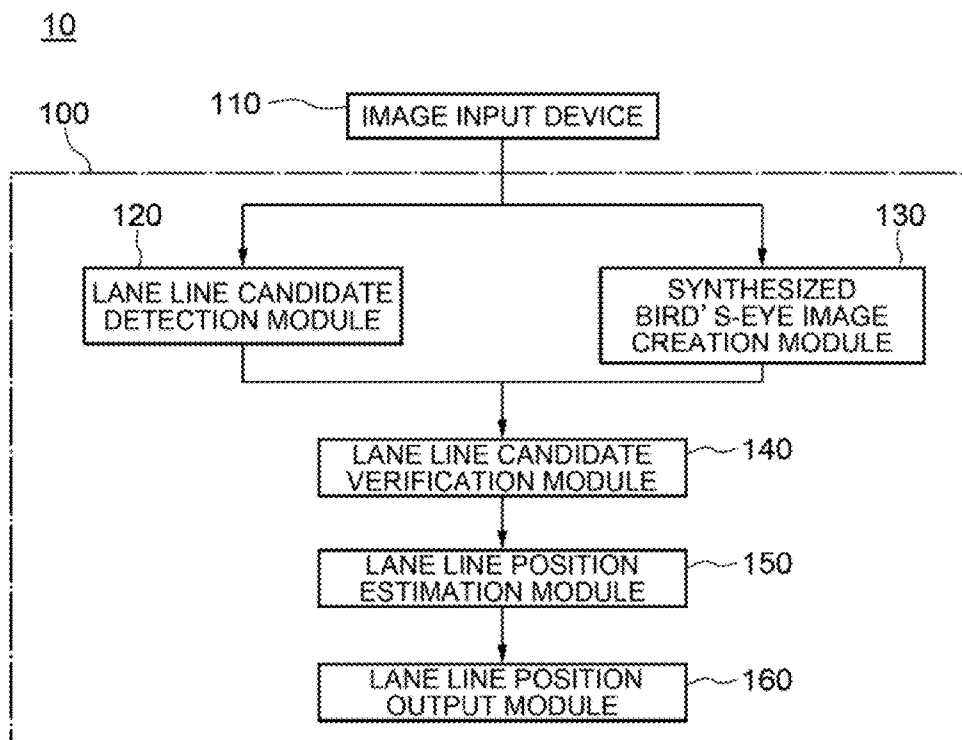 10
110
IMAGE INPUT DEVICE
100
120
130
LANE LINE CANDIDATE
DETECTION MODULE
SYNTHESIZED
BIRD' S-EYE IMAGE
CREATION MODULE
LANE LINE CANDIDATE
VERIFICATION MODULE
140
LANE LINE POSITION
ESTIMATION MODULE
150
LANE LINE POSITION
OUTPUT MODULE
160